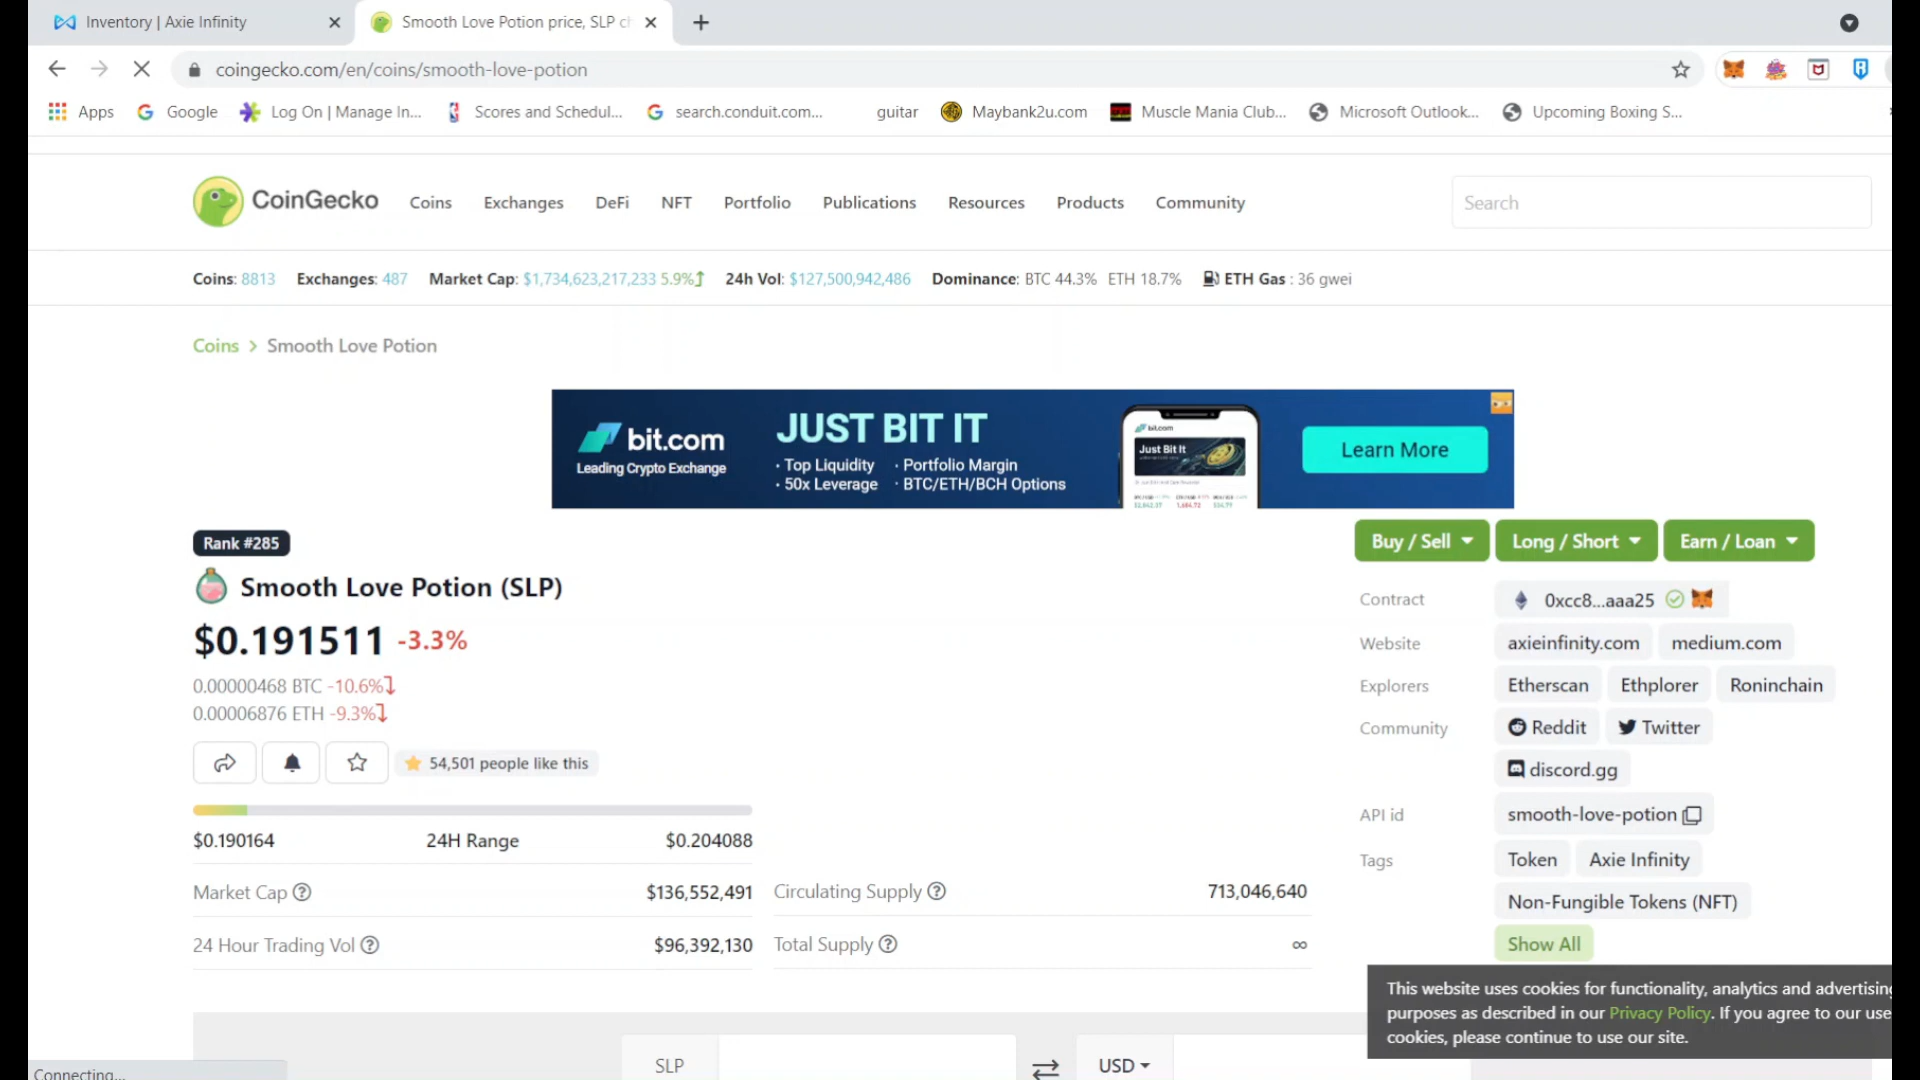 Inventory | Axie Infinity
Smooth Love Potion price, SLP ch
coingecko.com/en/coins/smooth-love-potion
Apps Google Log On | Manage In... Scores and Schedul... search.conduit.com... guitar Maybank2u.com Muscle Mania Club... Microsoft Outlook... Upcoming Boxing S...
CoinGecko Coins Exchanges DeFi NFT Portfolio Publications Resources Products Community Search
Coins: 8813 Exchanges: 487 Market Cap: $1,734,623,217,233 5.9% 24h Vol: $127,500,942,486 Dominance: BTC 44.3% ETH 18.7% ETH Gas : 36 gwei
Coins > Smooth Love Potion
bit.com
Leading Crypto Exchange
JUST BIT IT
· Top Liquidity · Portfolio Margin
· 50x Leverage · BTC/ETH/BCH Options
bit.com
Just Bit It
Learn More
Rank #285
Smooth Love Potion (SLP)
$0.191511 -3.3%
0.00000468 BTC -10.6%
0.00006876 ETH -9.3%
54,501 people like this
$0.190164 24H Range $0.204088
Market Cap $136,552,491
24 Hour Trading Vol $96,392,130
Circulating Supply 713,046,640
Total Supply ∞
Buy / Sell Long / Short Earn / Loan
Contract 0xcc8...aaa25
Website axieinfinity.com medium.com
Explorers Etherscan Ethplorer Roninchain
Community Reddit Twitter
discord.gg
API id smooth-love-potion
Tags Token Axie Infinity
Non-Fungible Tokens (NFT)
Show All
This website uses cookies for functionality, analytics and advertising
purposes as described in our Privacy Policy. If you agree to our use
cookies, please continue to use our site.
SLP USD
Connecting...